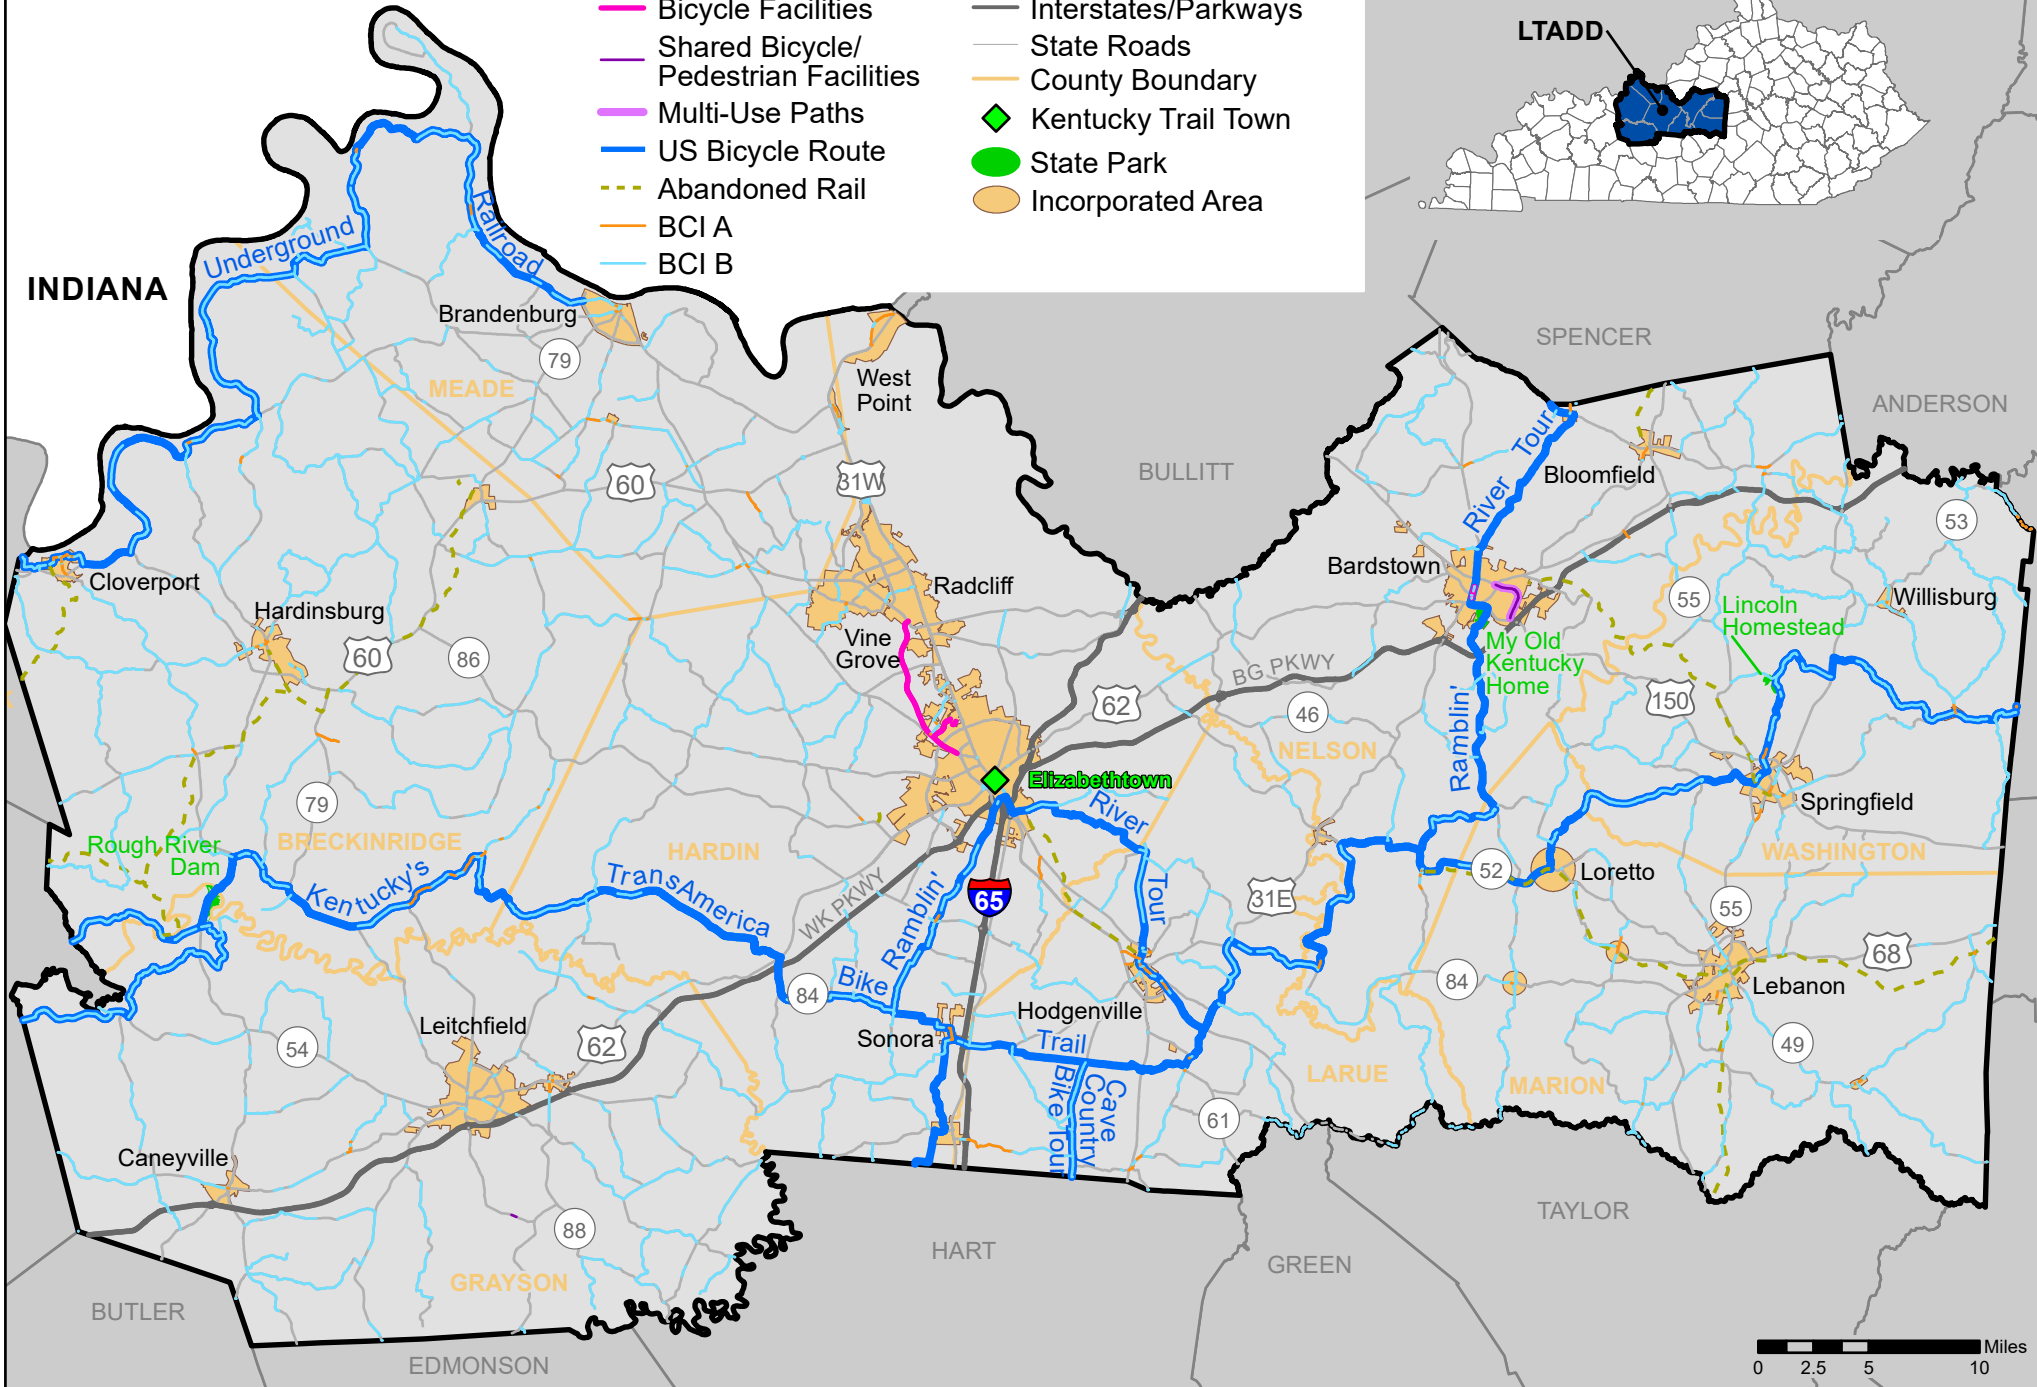 Bicycle Facilities
Shared Bicycle/
Pedestrian Facilities
Multi-Use Paths
US Bicycle Route
Abandoned Rail
BCI A
BCI B
Interstates/Parkways
State Roads
County Boundary
Kentucky Trail Town
State Park
Incorporated Area
LTADD
INDIANA
Underground
Railroad
Brandenburg
79
MEADE
West
Point
SPENCER
ANDERSON
BULLITT
60
31W
River Tour
Bloomfield
53
Cloverport
Hardinsburg
Radcliff
Bardstown
55
Lincoln
Homestead
Willisburg
Vine
Grove
60
86
My Old
Kentucky
Home
BG PKWY
62
46
150
NELSON
Ramblin'
Elizabethtown
79
River
Springfield
Rough River
Dam
BRECKINRIDGE
HARDIN
WASHINGTON
Kentucky's
TransAmerica
WK PKWY
65
Ramblin'
Tour
31E
52
Loretto
55
68
Bike
84
84
Lebanon
Hodgenville
Leitchfield
Sonora
Trail
54
62
49
Cave
Country
Bike Tour
LARUE
MARION
61
Caneyville
88
TAYLOR
HART
GREEN
GRAYSON
BUTLER
EDMONSON
Miles
0 2.5 5 10